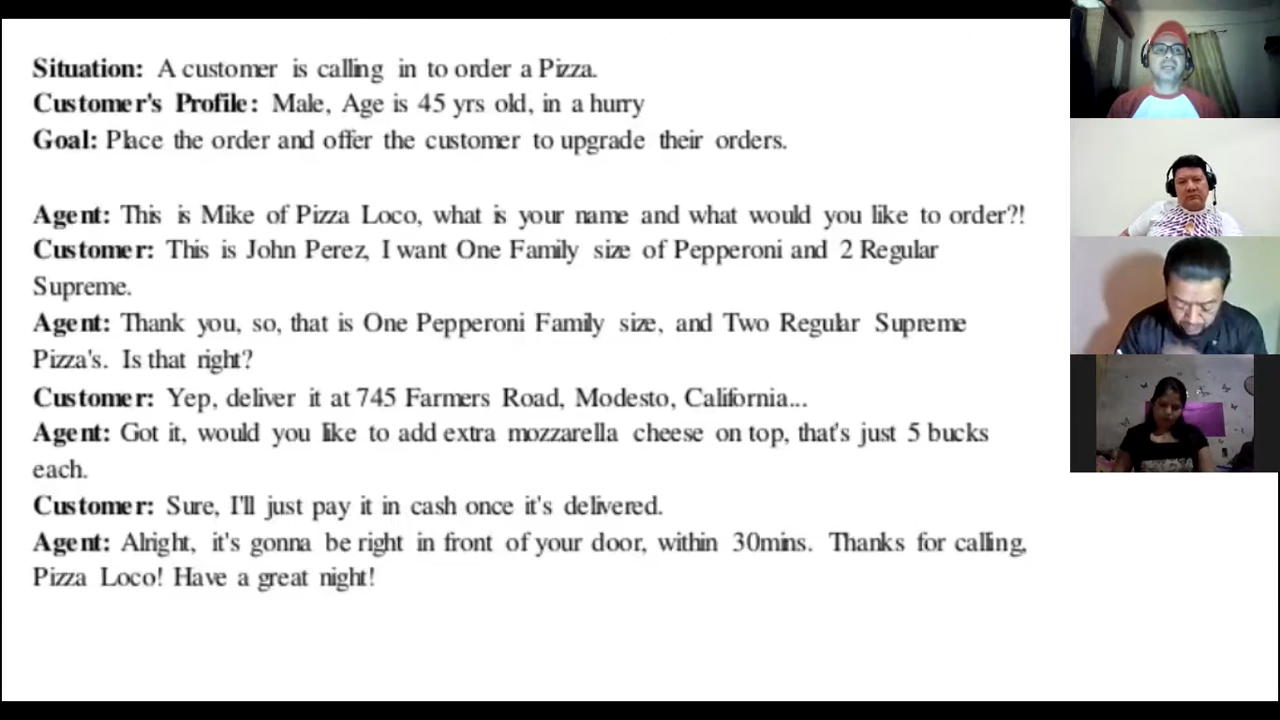 Situation: A customer is calling in to order a Pizza.
Customer's Profile: Male, Age is 45 yrs old, in a hurry
Goal: Place the order and offer the customer to upgrade their orders.
Agent: This is Mike of Pizza Loco, what is your name and what would you like to order?!
Customer: This is John Perez, I want One Family size of Pepperoni and 2 Regular
Supreme.
Agent: Thank you, so, that is One Pepperoni Family size, and Two Regular Supreme
Pizza's. Is that right?
Customer: Yep, deliver it at 745 Farmers Road, Modesto, California...
Agent: Got it, would you like to add extra mozzarella cheese on top, that's just 5 bucks
each.
Customer: Sure, I'll just pay it in cash once it's delivered.
Agent: Alright, it's gonna be right in front of your door, within 30mins. Thanks for calling,
Pizza Loco! Have a great night!